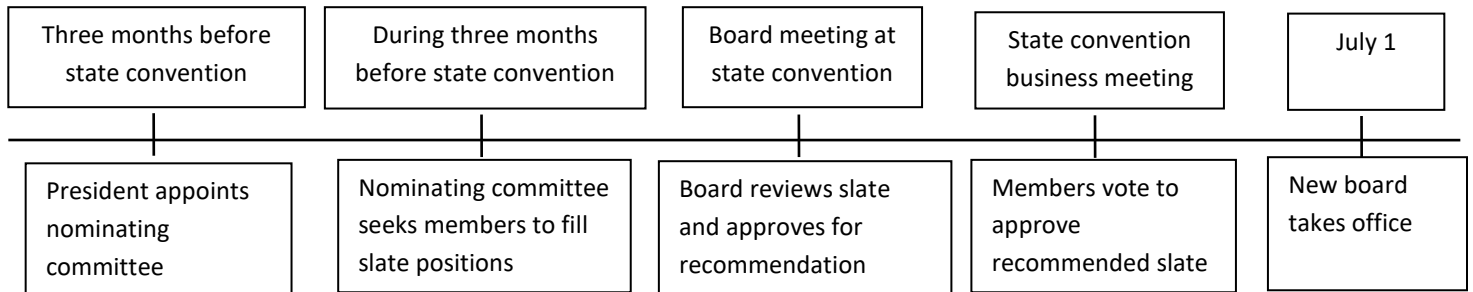 Three months before
state convention
During three months
before state convention
Board meeting at
state convention
State convention
business meeting
July 1
President appoints
nominating
committee
Nominating committee
seeks members to fill
slate positions
Board reviews slate
and approves for
recommendation
Members vote to
approve
recommended slate
New board
takes office